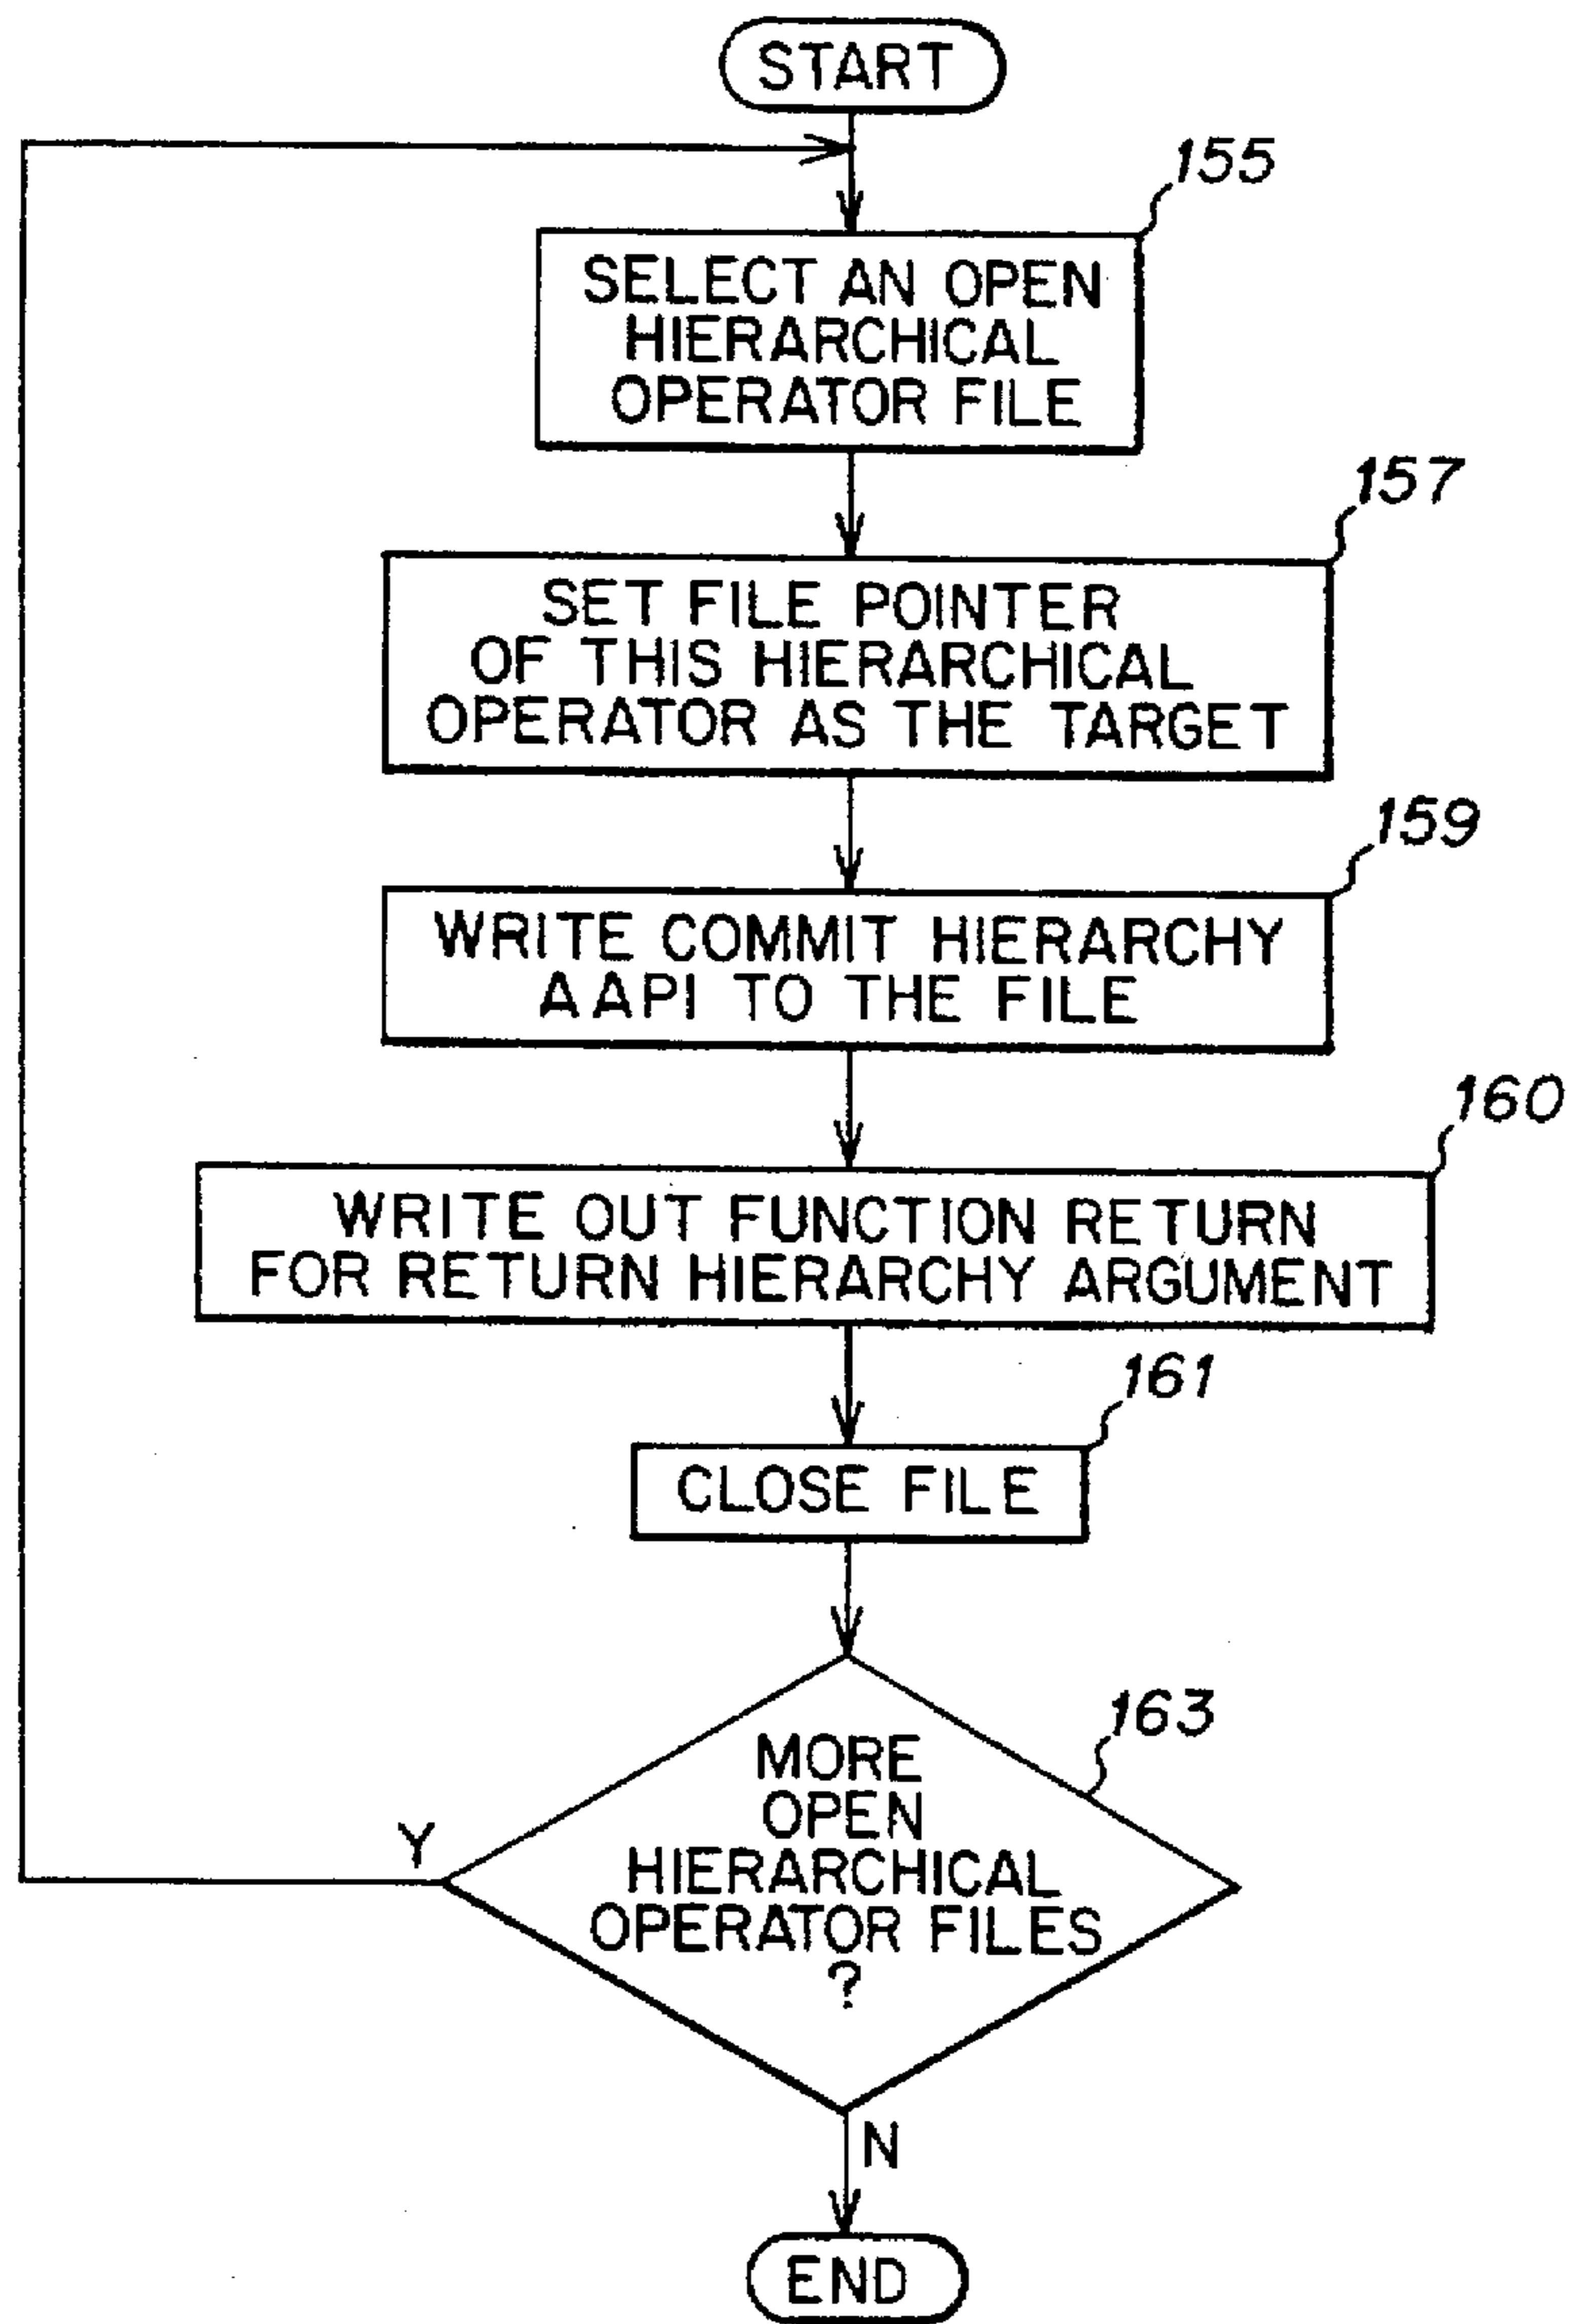 START
155
SELECT AN OPEN
HIERARCHICAL
OPERATOR FILE
157
SET FILE POINTER
OF THIS HIERARCHICAL
OPERATOR AS THE TARGET
159
WRITE COMMIT HIERARCHY
AAPI TO THE FILE
160
WRITE OUT FUNCTION RETURN
FOR RETURN HIERARCHY ARGUMENT
161
CLOSE FILE
163
MORE
OPEN
HIERARCHICAL
OPERATOR FILES
?
Y
N
END